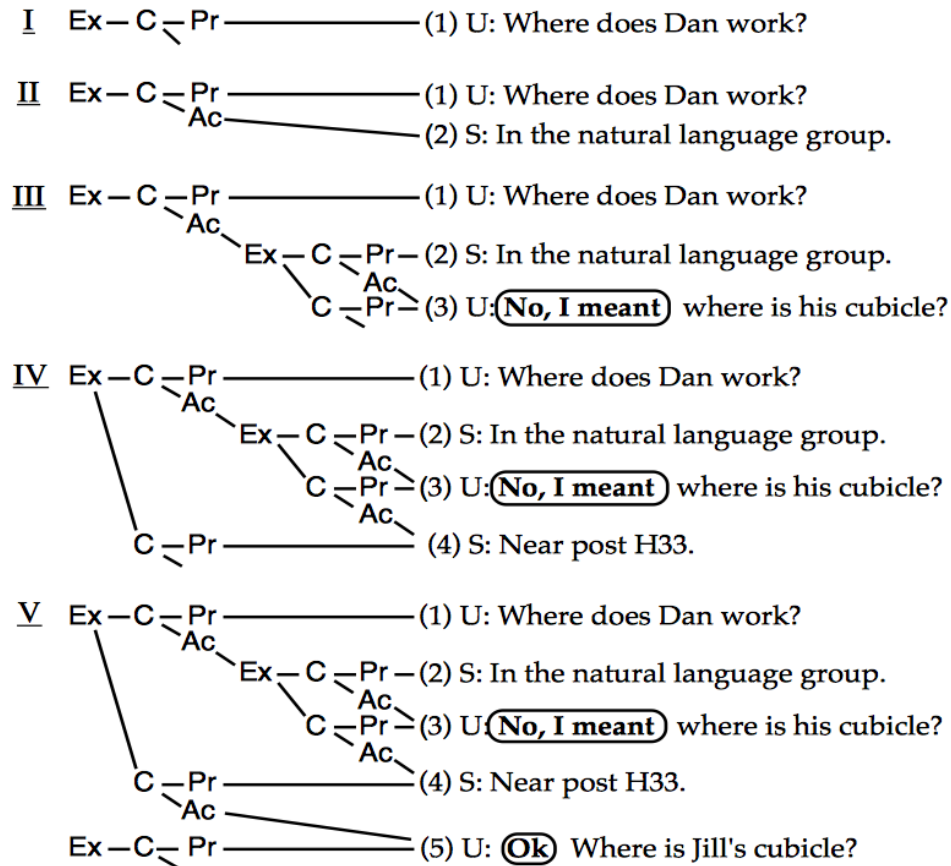 I Ex — C — Pr (1) U: Where does Dan work?
II Ex — C — Pr (1) U: Where does Dan work?
Ac (2) S: In the natural language group.
III Ex — C — Pr (1) U: Where does Dan work?
Ac
Ex — C — Pr — (2) S: In the natural language group.
Ac
C — Pr — (3) U: No, I meant where is his cubicle?
IV Ex — C — Pr (1) U: Where does Dan work?
Ac
Ex — C — Pr — (2) S: In the natural language group.
Ac
C — Pr — (3) U: No, I meant where is his cubicle?
Ac
C — Pr (4) S: Near post H33.
V Ex — C — Pr (1) U: Where does Dan work?
Ac
Ex — C — Pr — (2) S: In the natural language group.
Ac
C — Pr — (3) U: No, I meant where is his cubicle?
Ac
C — Pr (4) S: Near post H33.
Ac
(5) U: Ok Where is Jill's cubicle?
Ex — C — Pr